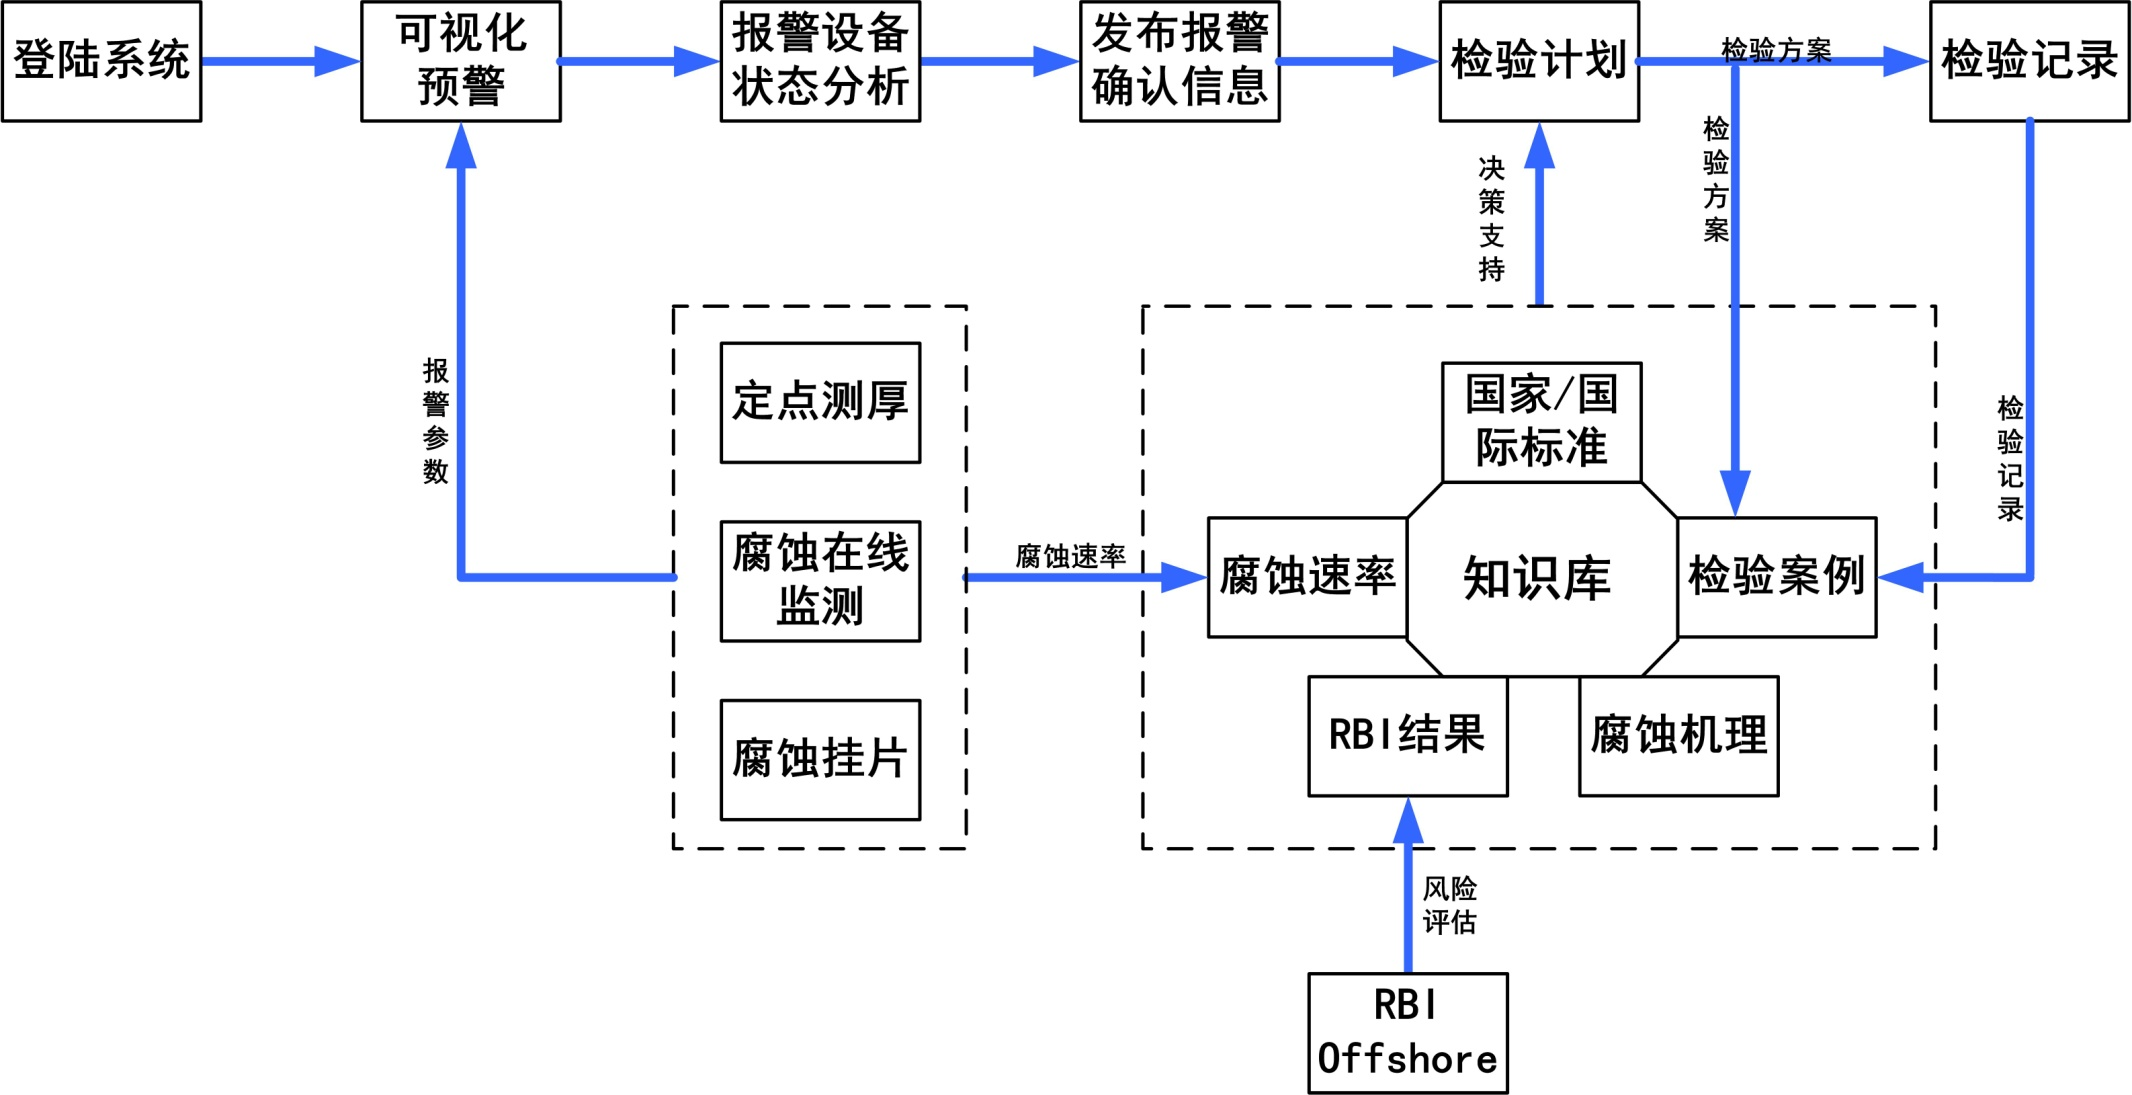 登陆系统
可视化
预警
报警设备
状态分析
发布报警
确认信息
检验计划
检验方案
检验记录
检验方案
决策支持
报警参数
检验记录
定点测厚
腐蚀在线
监测
腐蚀挂片
腐蚀速率
国家/国
际标准
腐蚀速率
知识库
检验案例
RBI结果
腐蚀机理
风险
评估
RBI
Offshore